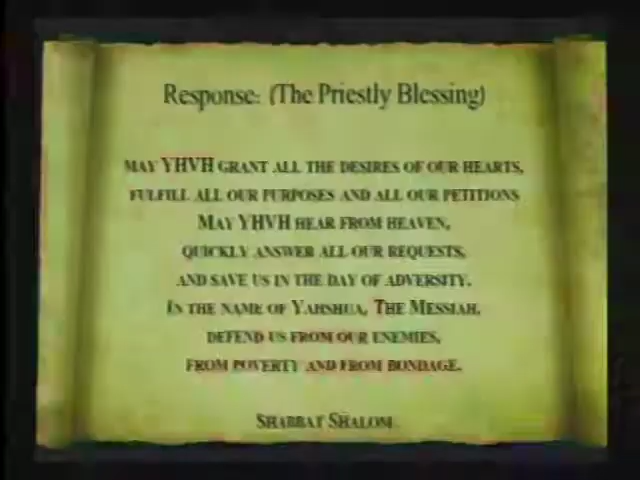 Response: (The Priestly Blessing)
MAY YHVH GRANT ALL THE DESIRES OF OUR HEARTS,
FULFILL ALL OUR PURPOSES AND ALL OUR PETITIONS
MAY YHVH HEAR FROM HEAVEN,
QUICKLY ANSWER ALL OUR REQUESTS,
AND SAVE US IN THE DAY OF ADVERSITY.
IN THE NAME OF YAHSHUA, THE MESSIAH,
DEFEND US FROM OUR ENEMIES,
FROM POVERTY AND FROM BONDAGE.
SHABBAT SHALOM